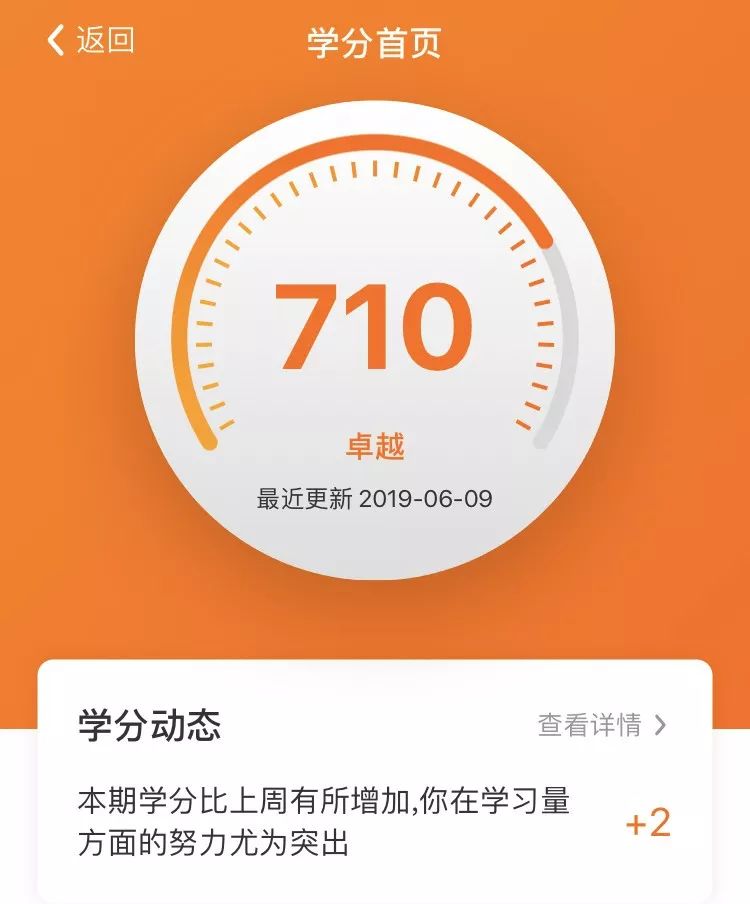 返回
学分首页
710
卓越
最近更新 2019-06-09
学分动态
查看详情
本期学分比上周有所增加,你在学习量
方面的努力尤为突出
+2